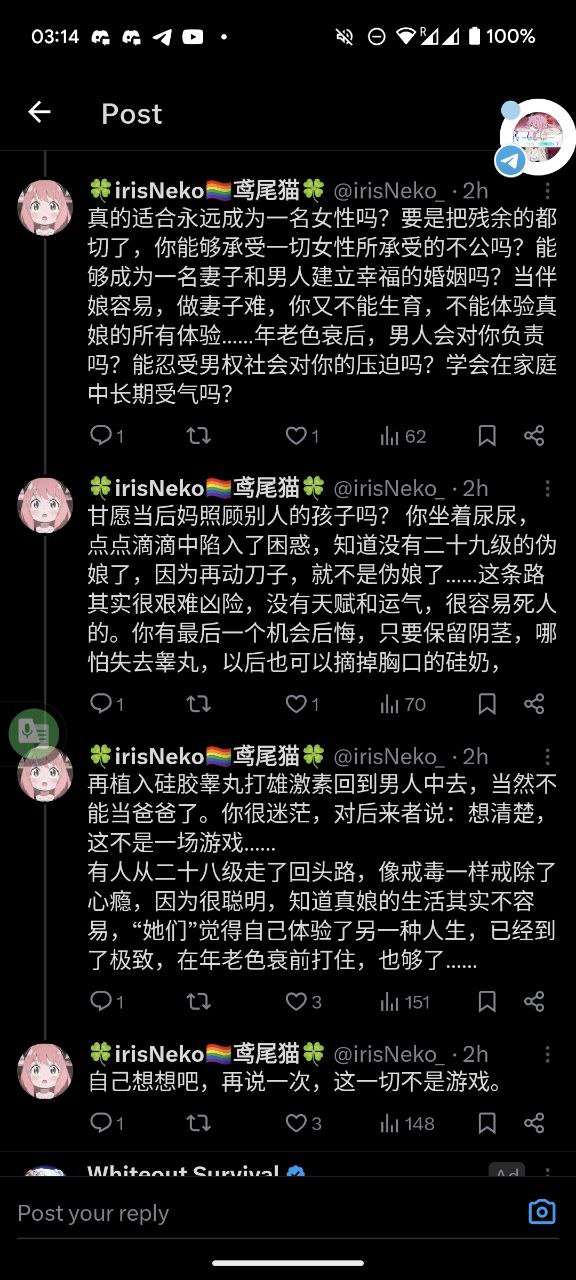 03:14
R
100%
Post
🍀irisNeko🏳️‍🌈鸢尾猫🍀 @irisNeko_ · 2h
真的适合永远成为一名女性吗？要是把残余的都
切了，你能够承受一切女性所承受的不公吗？能
够成为一名妻子和男人建立幸福的婚姻吗？当伴
娘容易，做妻子难，你又不能生育，不能体验真
娘的所有体验......年老色衰后，男人会对你负责
吗？能忍受男权社会对你的压迫吗？学会在家庭
中长期受气吗？
1 1 62
🍀irisNeko🏳️‍🌈鸢尾猫🍀 @irisNeko_ · 2h
甘愿当后妈照顾别人的孩子吗？ 你坐着尿尿，
点点滴滴中陷入了困惑，知道没有二十九级的伪
娘了，因为再动刀子，就不是伪娘了......这条路
其实很艰难凶险，没有天赋和运气，很容易死人
的。你有最后一个机会后悔，只要保留阴茎，哪
怕失去睾丸，以后也可以摘掉胸口的硅奶，
1 1 70
🍀irisNeko🏳️‍🌈鸢尾猫🍀 @irisNeko_ · 2h
再植入硅胶睾丸打雄激素回到男人中去，当然不
能当爸爸了。你很迷茫，对后来者说：想清楚，
这不是一场游戏......
有人从二十八级走了回头路，像戒毒一样戒除了
心瘾，因为很聪明，知道真娘的生活其实不容
易，“她们”觉得自己体验了另一种人生，已经到
了极致，在年老色衰前打住，也够了......
1 3 151
🍀irisNeko🏳️‍🌈鸢尾猫🍀 @irisNeko_ · 2h
自己想想吧，再说一次，这一切不是游戏。
1 3 148
Whiteout Survival Ad
Post your reply